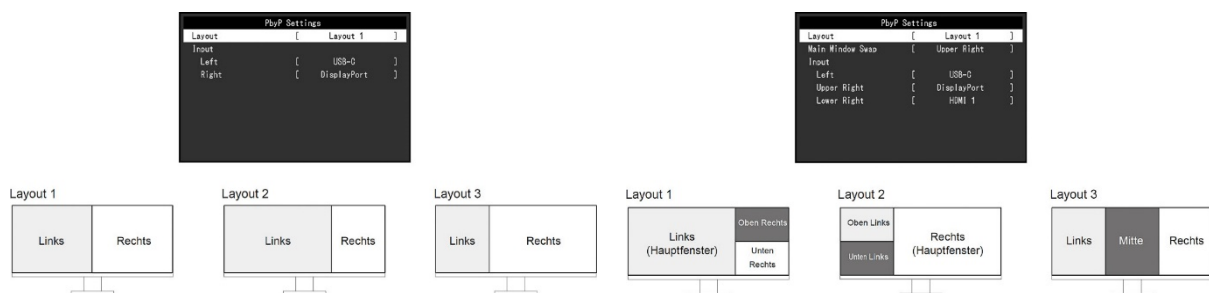 PbyP Settings
Layout [ Layout 1 ]
Input
Left [ USB-C ]
Right [ DisplayPort ]
PbyP Settings
Layout [ Layout 1 ]
Main Window Swap [ Upper Right ]
Input
Left [ USB-C ]
Upper Right [ DisplayPort ]
Lower Right [ HDMI 1 ]
Layout 1
Links
Rechts
Layout 2
Links
Rechts
Layout 3
Links
Rechts
Layout 1
Links
(Hauptfenster)
Oben Rechts
Unten
Rechts
Layout 2
Oben Links
Unten Links
Rechts
(Hauptfenster)
Layout 3
Links
Mitte
Rechts